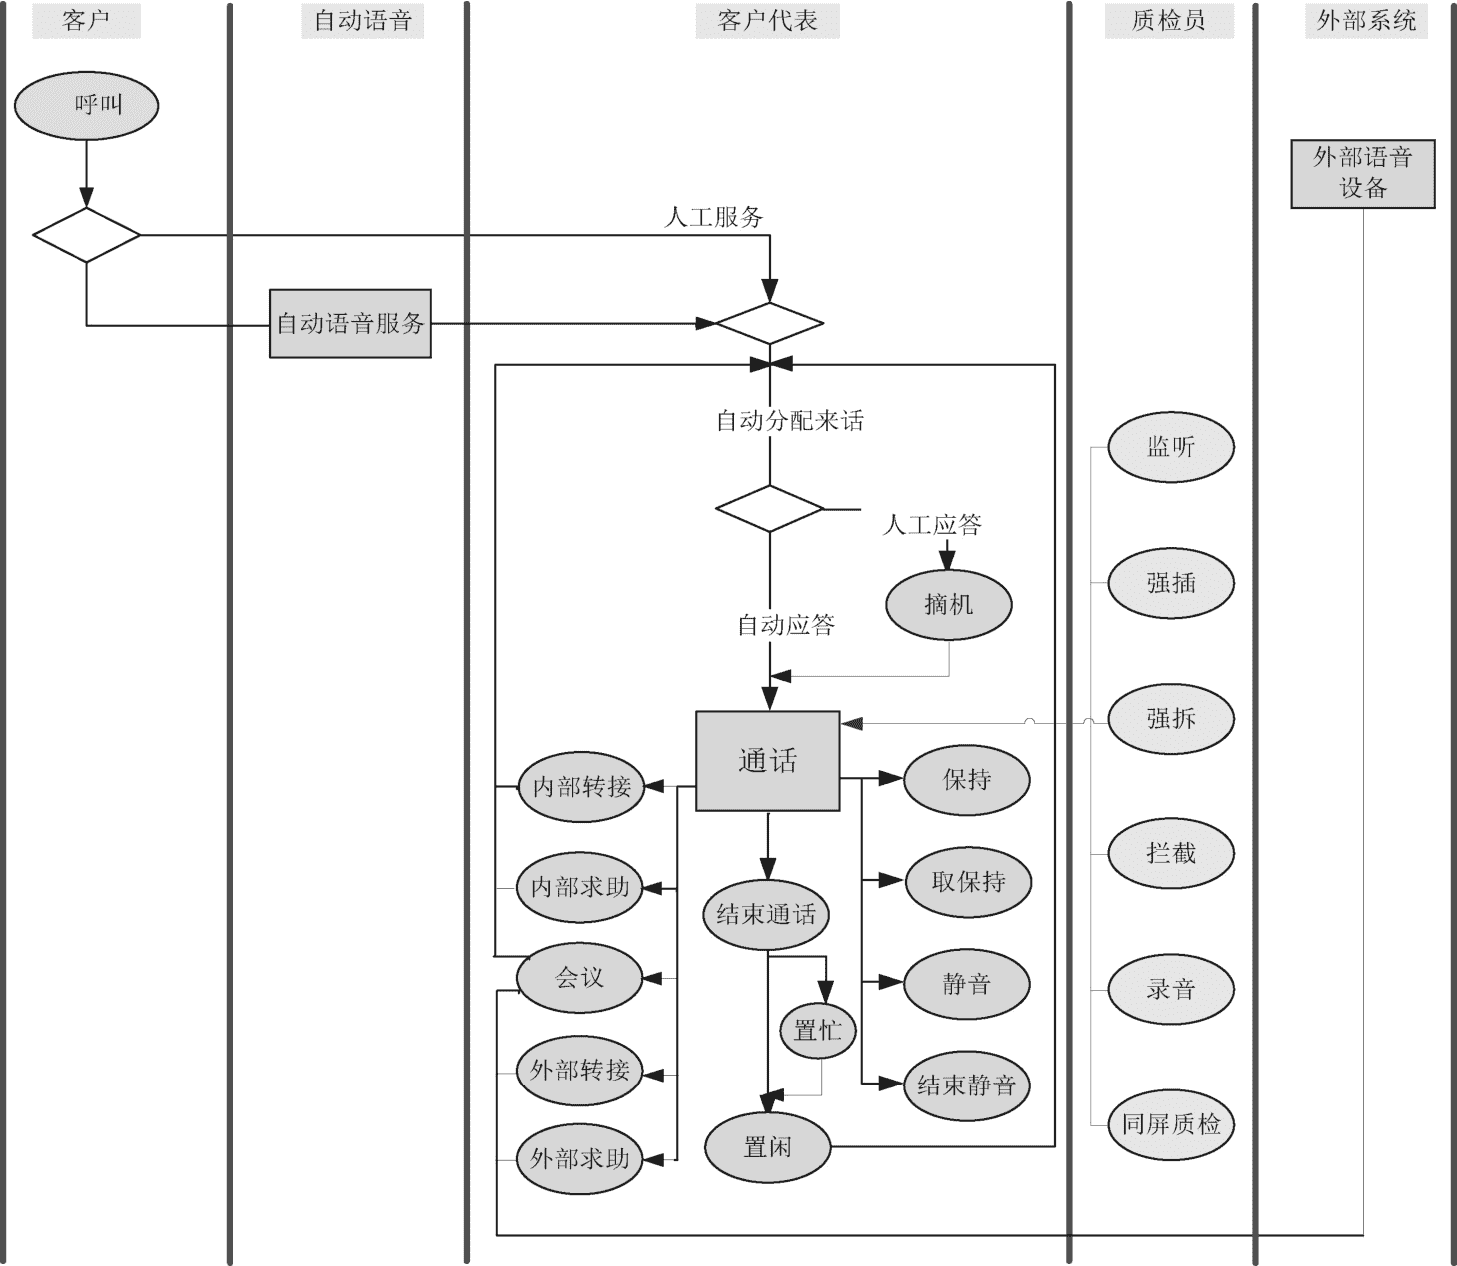 客户
自动语音
客户代表
质检员
外部系统
呼叫
外部语音
设备
人工服务
自动语音服务
自动分配来话
监听
人工应答
强插
摘机
自动应答
强拆
通话
内部转接
保持
拦截
内部求助
取保持
结束通话
会议
静音
录音
置忙
外部转接
结束静音
同屏质检
置闲
外部求助